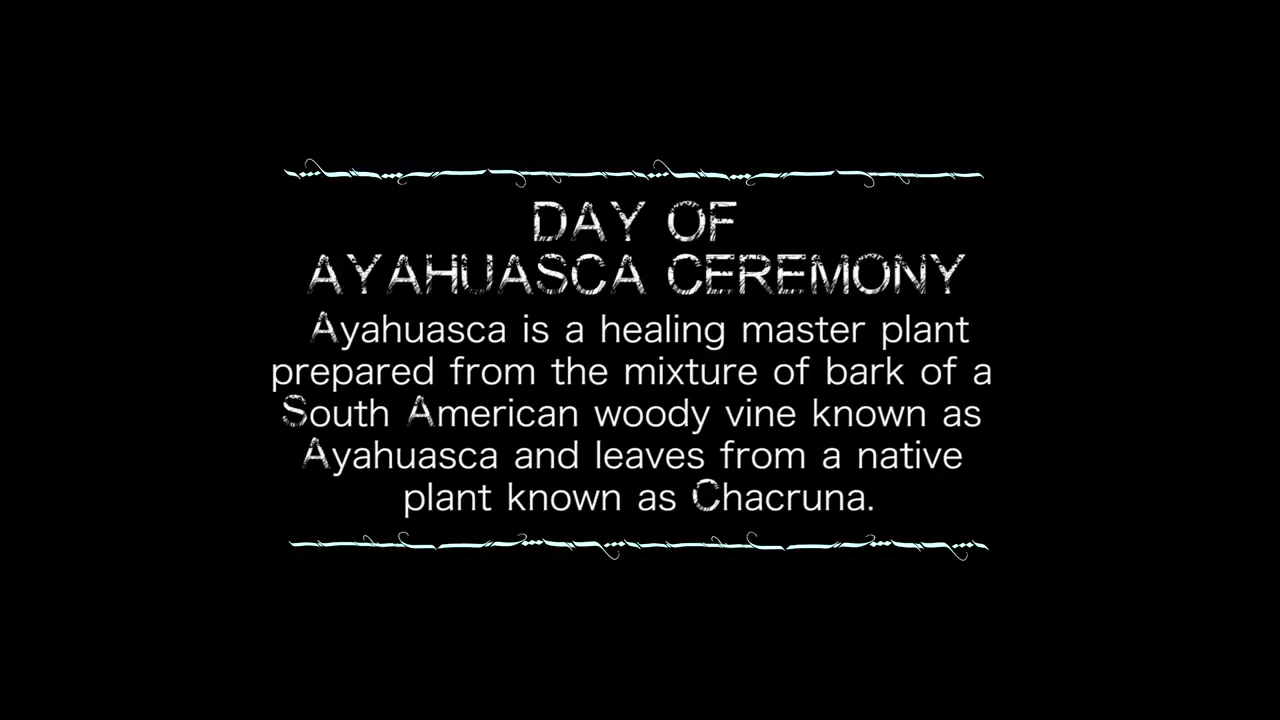 DAY OF
AYAHUASCA CEREMONY
Ayahuasca is a healing master plant
prepared from the mixture of bark of a
South American woody vine known as
Ayahuasca and leaves from a native
plant known as Chacruna.